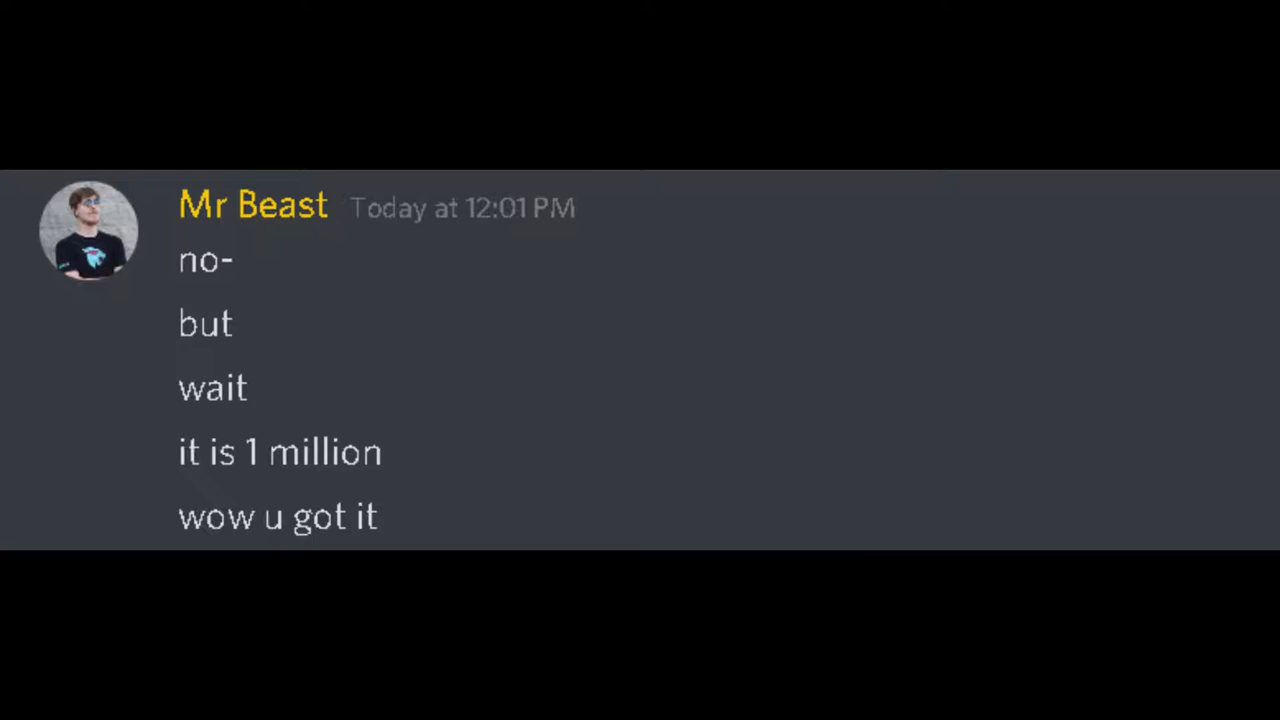 Mr Beast Today at 12:01 PM
no-
but
wait
it is 1 million
wow u got it